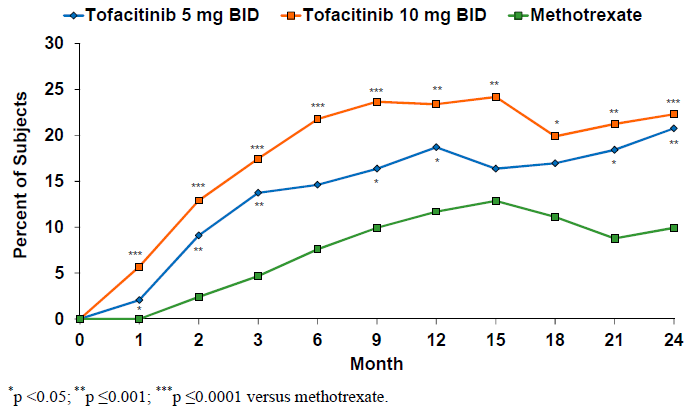 Tofacitinib 5 mg BID Tofacitinib 10 mg BID Methotrexate
30
25
20
15
10
5
0
Percent of Subjects
*** *** *** *** *** ** ** * ** ***
* ** ** * * * **
0 1 2 3 6 9 12 15 18 21 24
Month
*p <0.05; **p ≤0.001; ***p ≤0.0001 versus methotrexate.